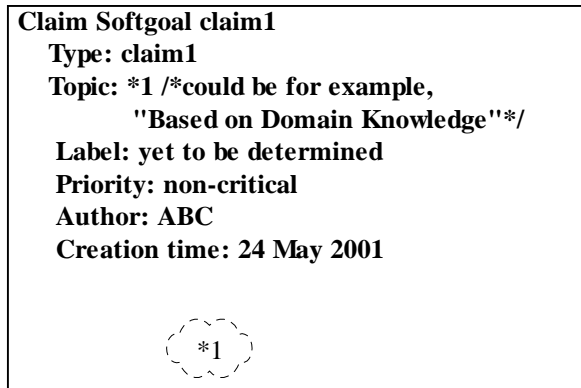 Claim Softgoal claim1
Type: claim1
Topic: *1 /*could be for example,
"Based on Domain Knowledge"*/
Label: yet to be determined
Priority: non-critical
Author: ABC
Creation time: 24 May 2001
*1